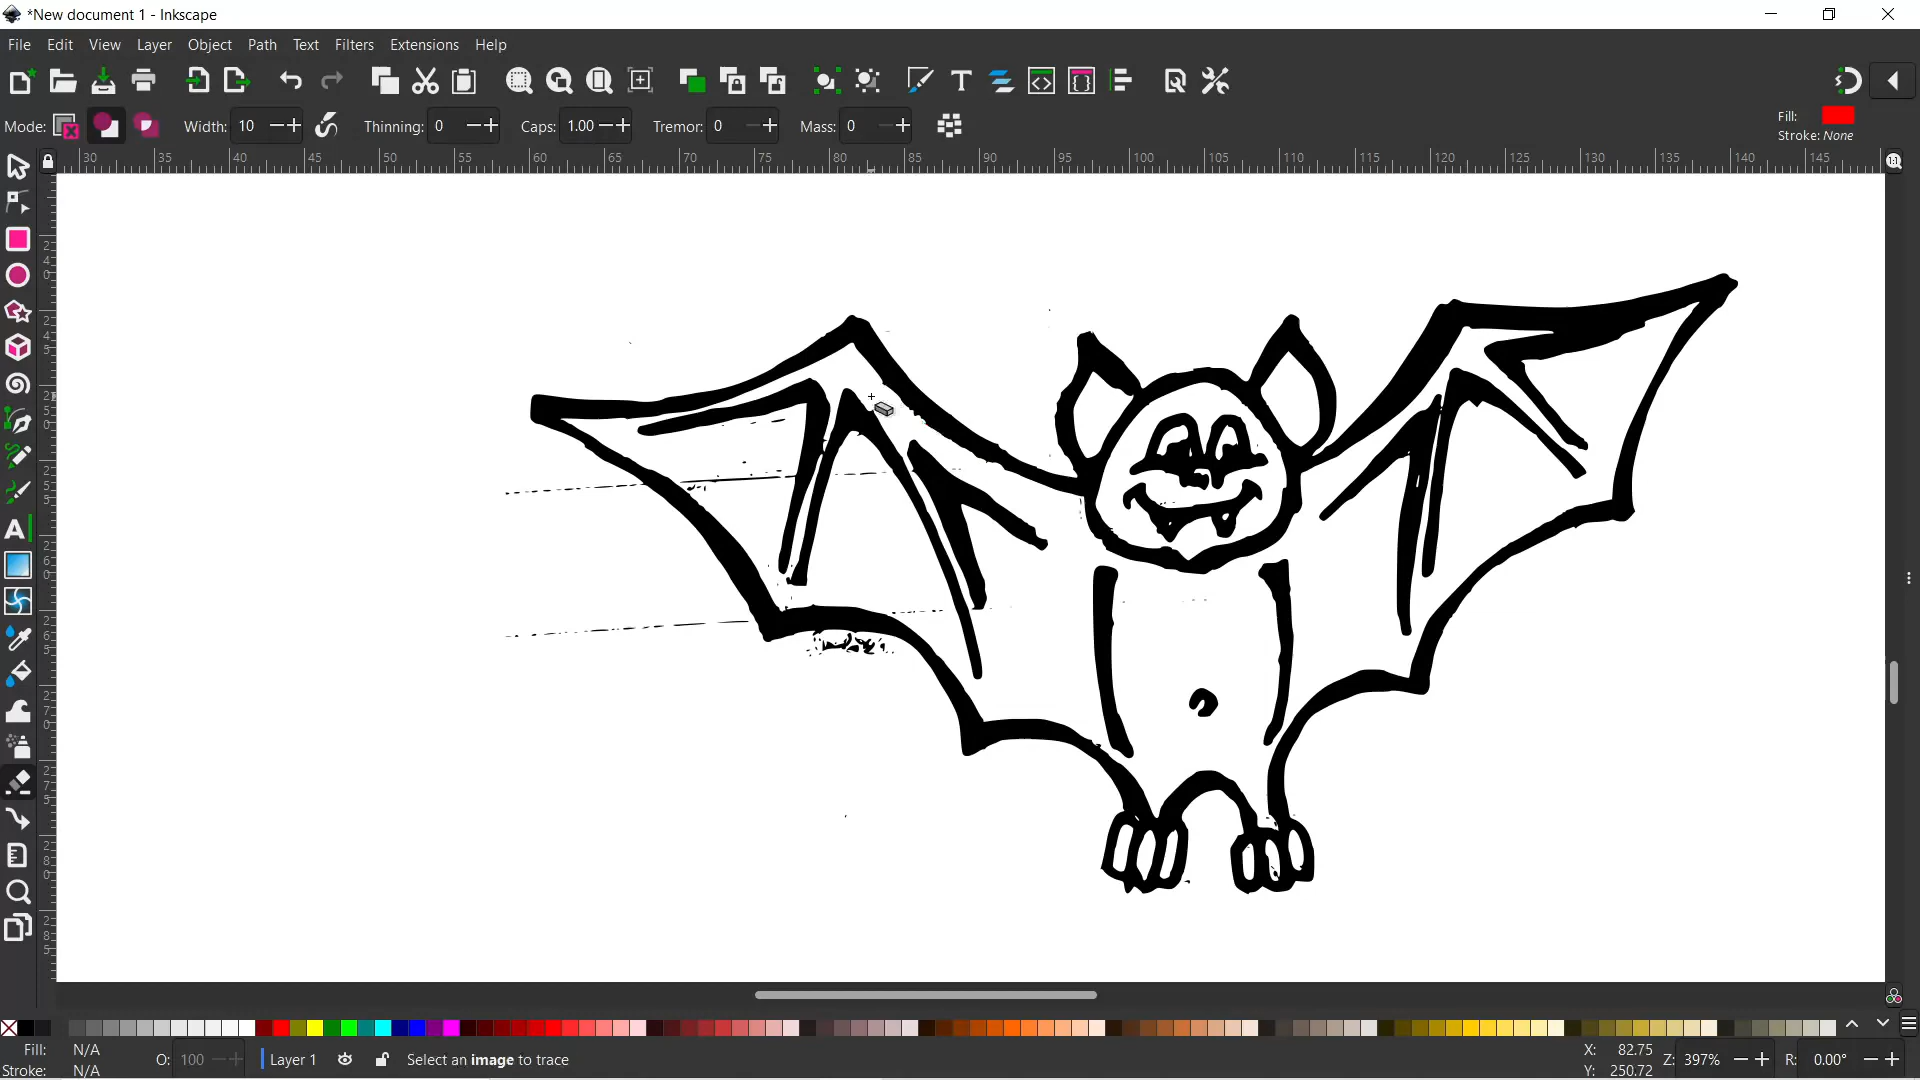 *New document 1 - Inkscape
File Edit View Layer Object Path Text Filters Extensions Help
Mode: Width: 10 Thinning: 0 Caps: 1.00 Tremor: 0 Mass: 0
Fill:
Stroke: None
30 35 40 45 50 55 60 65 70 75 80 85 90 95 100 105 110 115 120 125 130 135 140 145
1:1
Fill: N/A
Stroke: N/A
O: 100
Layer 1
Select an image to trace
X: 82.75
Y: 250.72
Z: 397%
R: 0.00°